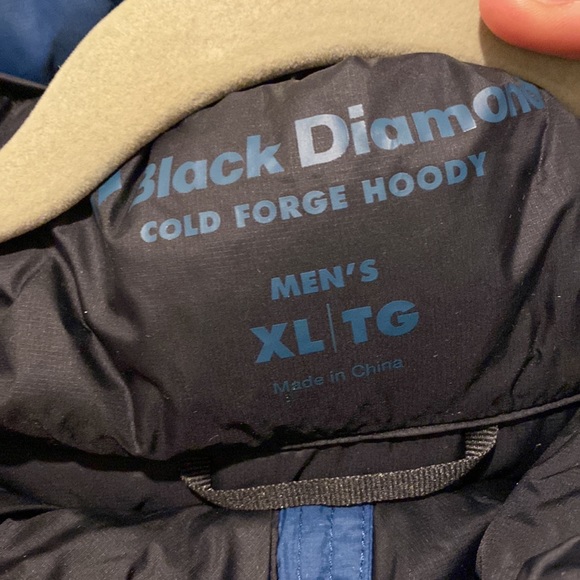 Black Diamond
COLD FORGE HOODY
MEN'S
XL|TG
Made in China